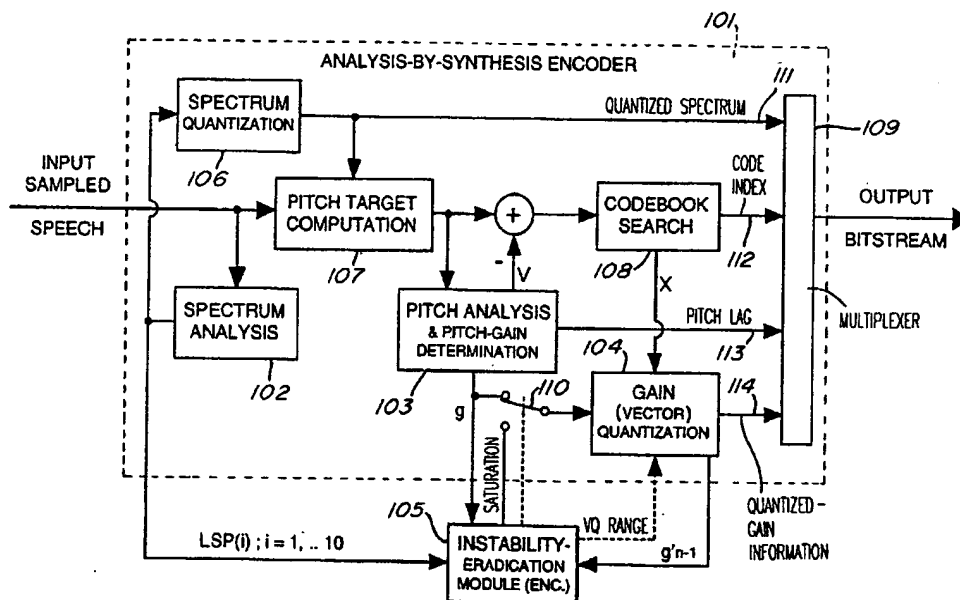 101
ANALYSIS-BY-SYNTHESIS ENCODER
SPECTRUM
QUANTIZATION
106
QUANTIZED SPECTRUM
111
109
INPUT
SAMPLED
SPEECH
PITCH TARGET
COMPUTATION
107
+
-
V
CODEBOOK
SEARCH
108
X
CODE
INDEX
112
OUTPUT
BITSTREAM
MULTIPLEXER
SPECTRUM
ANALYSIS
102
PITCH ANALYSIS
& PITCH-GAIN
DETERMINATION
103
PITCH LAG
113
104
GAIN
(VECTOR)
QUANTIZATION
114
g
110
SATURATION
VQ RANGE
QUANTIZED-
GAIN
INFORMATION
105
INSTABILITY-
ERADICATION
MODULE (ENC.)
LSP(i) ; i = 1, .. 10
g'n-1